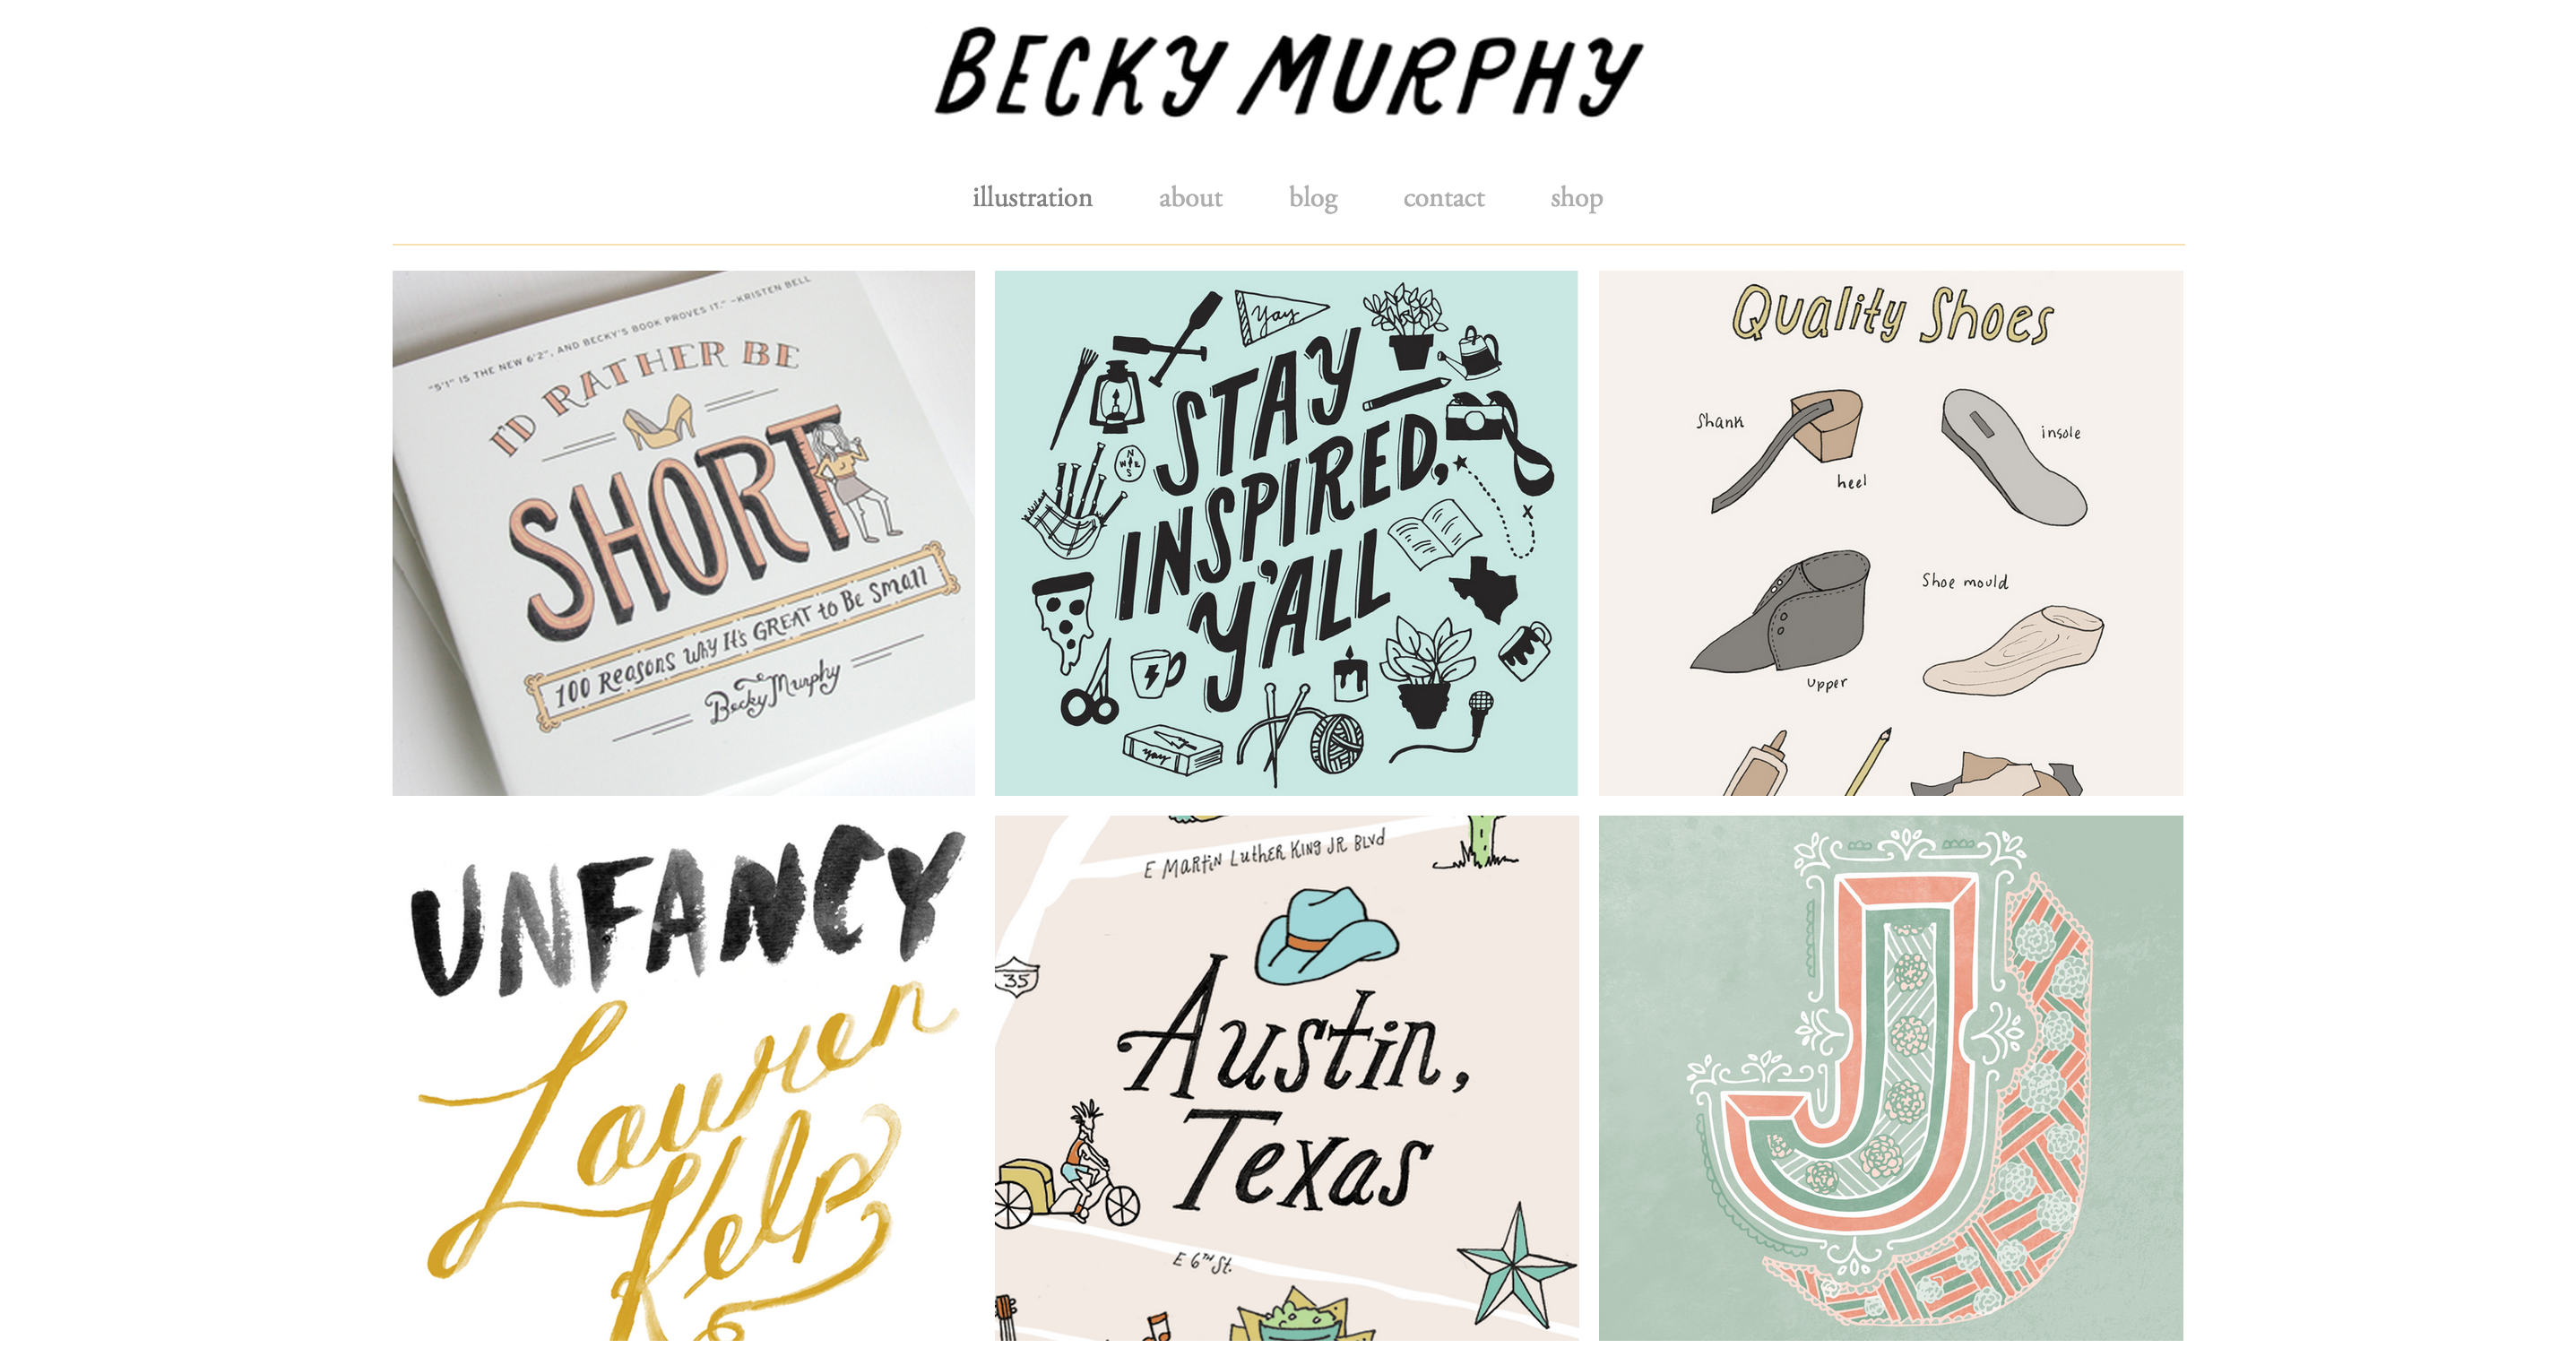 BECKY MURPHY
illustration about blog contact shop
"5'1" IS THE NEW 6'2", AND BECKY'S BOOK PROVES IT." -KRISTEN BELL
I'D RATHER BE
SHORT
100 Reasons Why It's GREAT to Be Small
Becky Murphy
Yay
STAY
INSPIRED,
Y'ALL
N
W E
S
X
yay
Quality Shoes
Shank
heel
insole
upper
Shoe mould
UNFANCY
Lauren
Kelp
E MARTIN LUTHER KING JR BLVD
35
Austin,
Texas
E 6TH St.
J